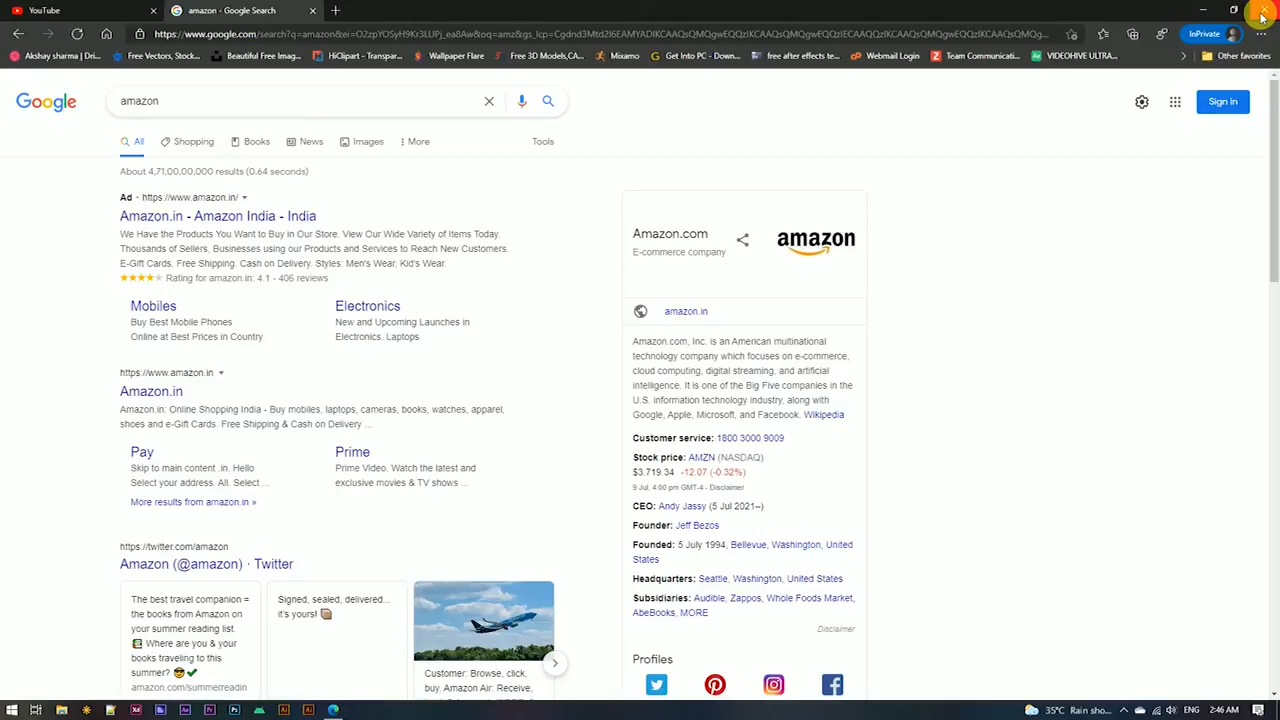 YouTube
amazon - Google Search
https://www.google.com/search?q=amazon&ei=O2zpYOSyH9Kr3LUPj_ea8Aw&oq=amz&gs_lcp=Cgdnd3Mtd2l6EAMYADIKCAAQsQMQgwEQQzIKCAAQsQMQgwEQQzIECAAQQzIKCAAQsQMQgwEQQzIKCAAQsQMQg...
InPrivate
Akshay sharma | Dri...
Free Vectors, Stock...
Beautiful Free Imag...
HiClipart - Transpar...
Wallpaper Flare
Free 3D Models,CAD...
Mixamo
Get Into PC - Down...
free after effects te...
Webmail Login
Team Communicati...
VIDEOHIVE ULTRA...
Other favorites
Google
amazon
Sign in
All
Shopping
Books
News
Images
More
Tools
About 4,71,00,00,000 results (0.64 seconds)
Ad · https://www.amazon.in/
Amazon.in - Amazon India - India
We Have the Products You Want to Buy in Our Store. View Our Wide Variety of Items Today.
Thousands of Sellers, Businesses using our Products and Services to Reach New Customers.
E-Gift Cards. Free Shipping. Cash on Delivery. Styles: Men's Wear, Kid's Wear.
Rating for amazon.in: 4.1 - 406 reviews
Mobiles
Buy Best Mobile Phones
Online at Best Prices in Country
Electronics
New and Upcoming Launches in
Electronics. Laptops
https://www.amazon.in
Amazon.in
Amazon.in: Online Shopping India - Buy mobiles, laptops, cameras, books, watches, apparel,
shoes and e-Gift Cards. Free Shipping & Cash on Delivery ...
Pay
Skip to main content .in. Hello
Select your address. All. Select ...
Prime
Prime Video. Watch the latest and
exclusive movies & TV shows ...
More results from amazon.in »
https://twitter.com/amazon
Amazon (@amazon) · Twitter
The best travel companion =
the books from Amazon on
your summer reading list.
Where are you & your
books traveling to this
summer?
amazon.com/summerreadin
Signed, sealed, delivered...
it's yours!
Customer: Browse, click,
buy. Amazon Air: Receive,
Amazon.com
E-commerce company
amazon
amazon.in
Amazon.com, Inc. is an American multinational
technology company which focuses on e-commerce,
cloud computing, digital streaming, and artificial
intelligence. It is one of the Big Five companies in the
U.S. information technology industry, along with
Google, Apple, Microsoft, and Facebook. Wikipedia
Customer service: 1800 3000 9009
Stock price: AMZN (NASDAQ)
$3,719.34 -12.07 (-0.32%)
9 Jul, 4:00 pm GMT-4 - Disclaimer
CEO: Andy Jassy (5 Jul 2021–)
Founder: Jeff Bezos
Founded: 5 July 1994, Bellevue, Washington, United
States
Headquarters: Seattle, Washington, United States
Subsidiaries: Audible, Zappos, Whole Foods Market,
AbeBooks, MORE
Disclaimer
Profiles
35°C Rain sho...
ENG
2:46 AM